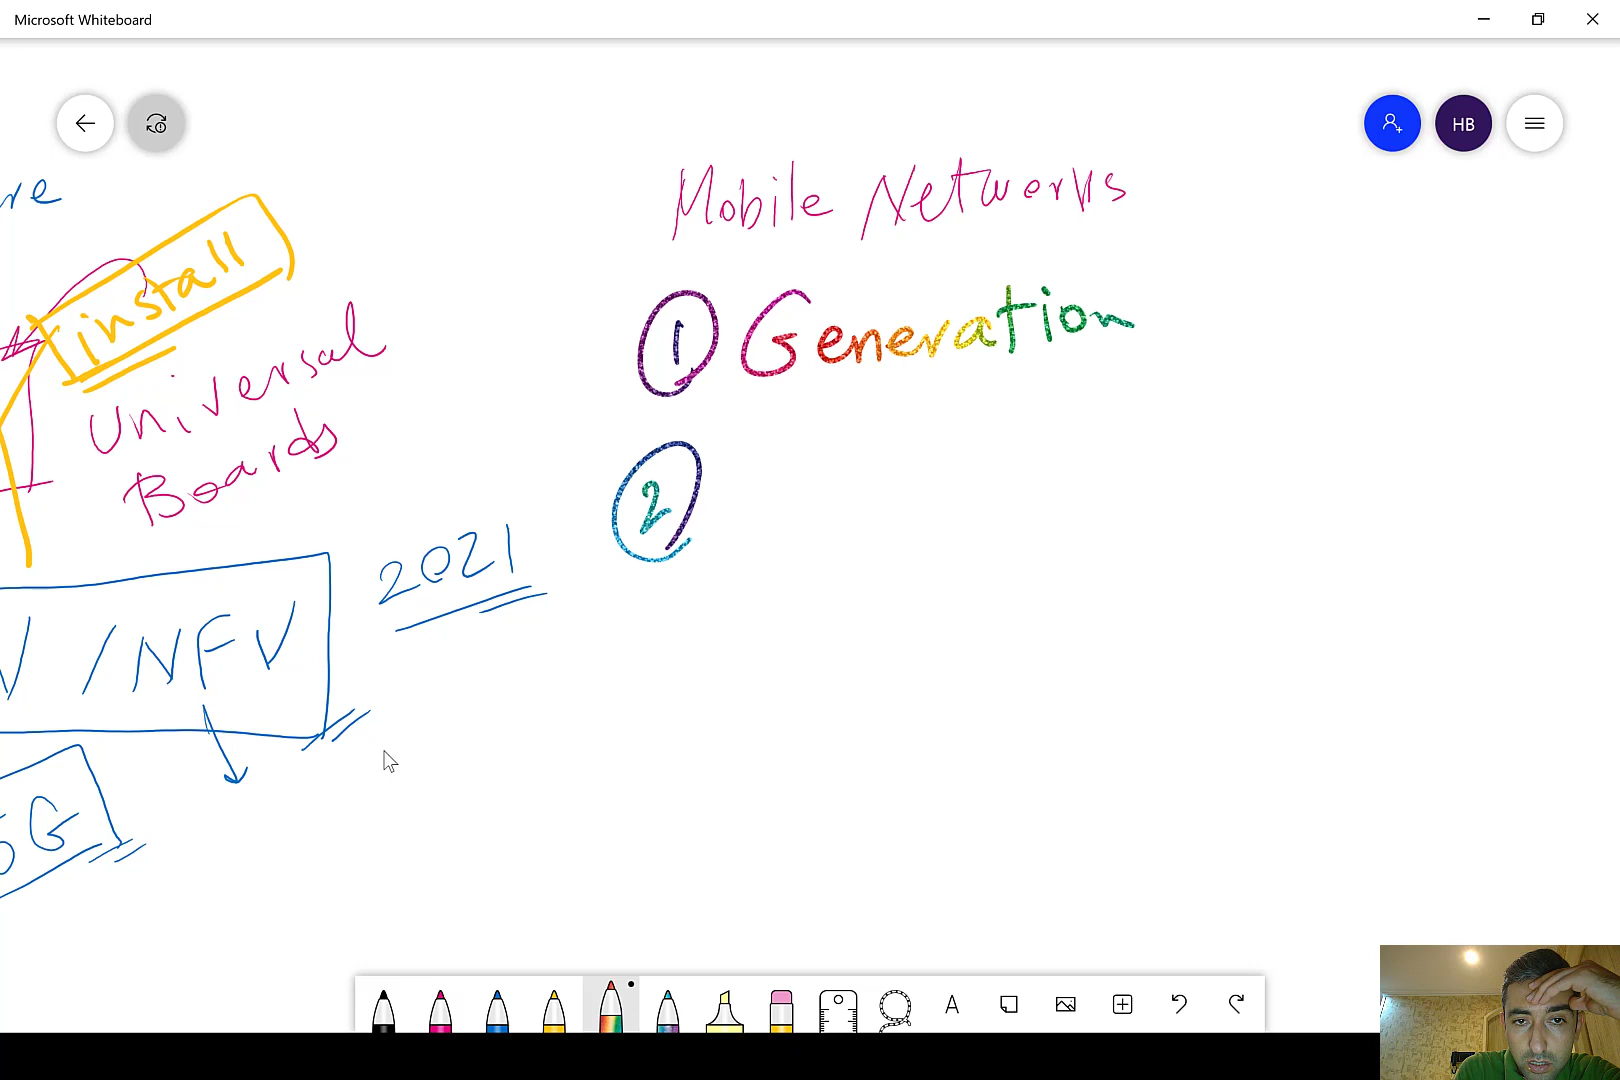 Microsoft Whiteboard
HB
re
install
Universal
Boards
Mobile Networks
1 Generation
2
2021
/NFV
5G
A